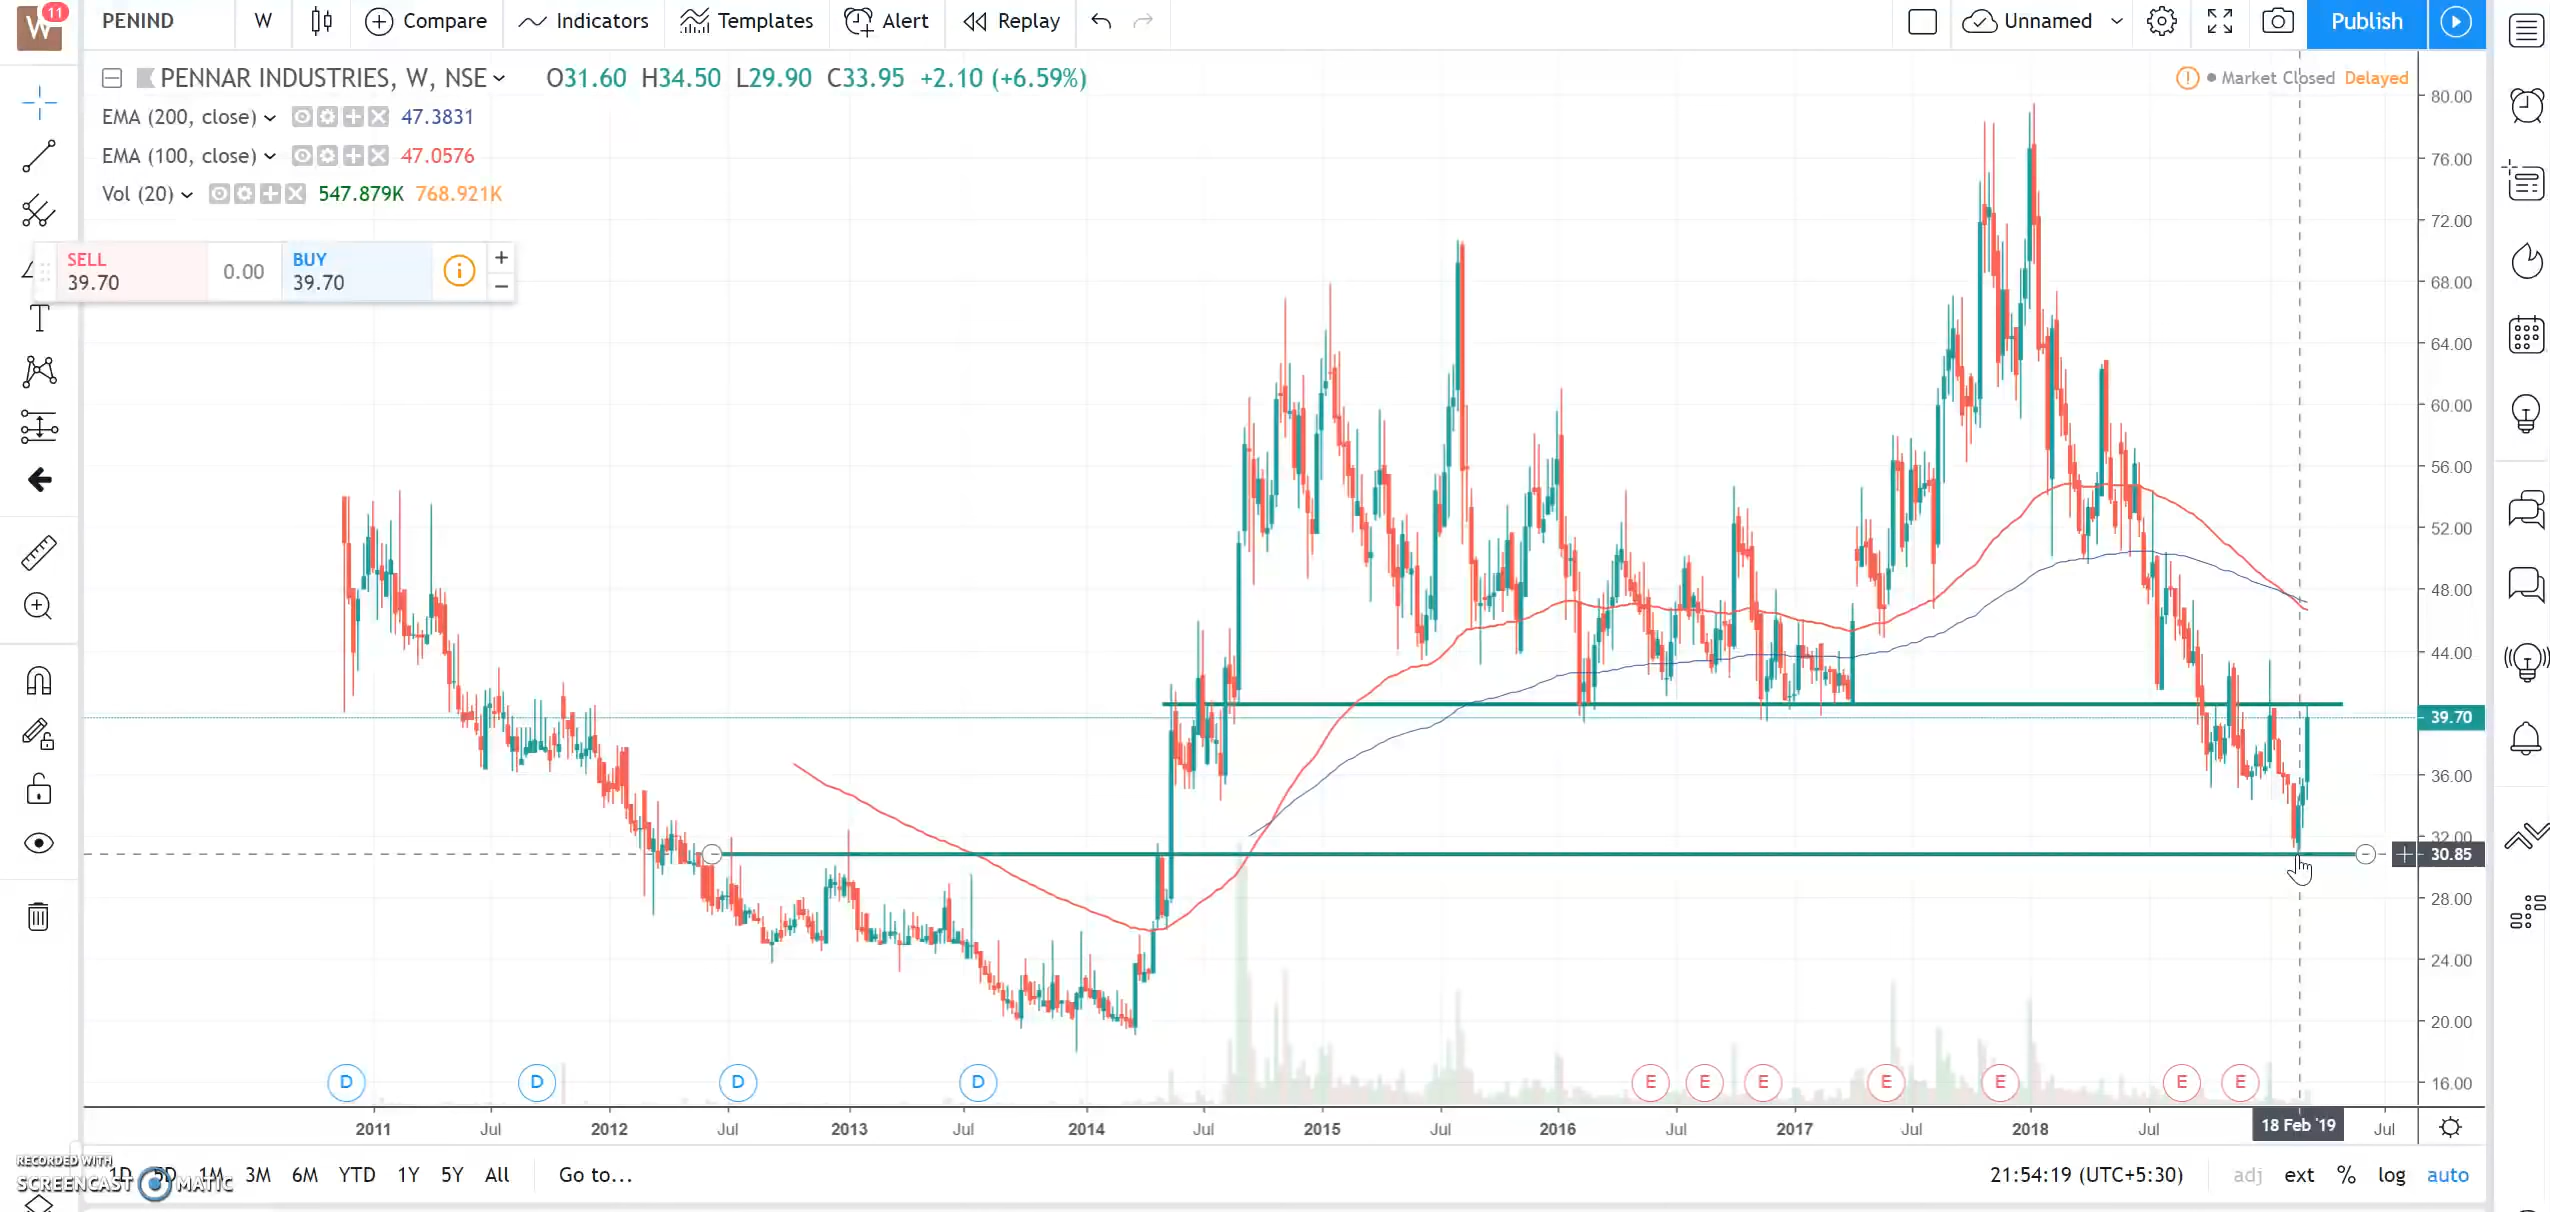 W 11
PENIND W Compare Indicators Templates Alert Replay Unnamed Publish
PENNAR INDUSTRIES, W, NSE O31.60 H34.50 L29.90 C33.95 +2.10 (+6.59%) Market Closed Delayed
EMA (200, close) 47.3831
EMA (100, close) 47.0576
Vol (20) 547.879K 768.921K
SELL
39.70
0.00
BUY
39.70
+
−
T
80.00
76.00
72.00
68.00
64.00
60.00
56.00
52.00
48.00
44.00
39.70
36.00
32.00
30.85
28.00
24.00
20.00
16.00
D D D D E E E E E E E
2011 Jul 2012 Jul 2013 Jul 2014 Jul 2015 Jul 2016 Jul 2017 Jul 2018 Jul 18 Feb '19 Jul
1D 5D 1M 3M 6M YTD 1Y 5Y All Go to... 21:54:19 (UTC+5:30) adj ext % log auto
RECORDED WITH
SCREENCAST MATIC